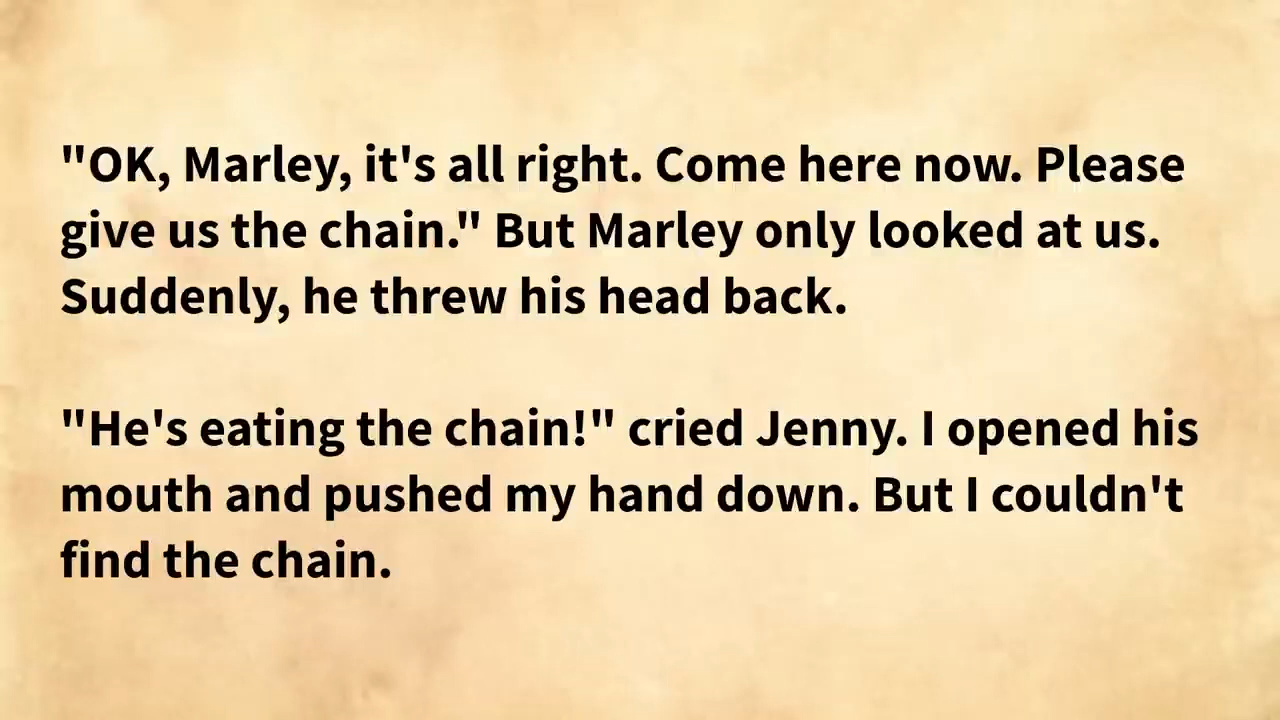 "OK, Marley, it's all right. Come here now. Please
give us the chain." But Marley only looked at us.
Suddenly, he threw his head back.
"He's eating the chain!" cried Jenny. I opened his
mouth and pushed my hand down. But I couldn't
find the chain.